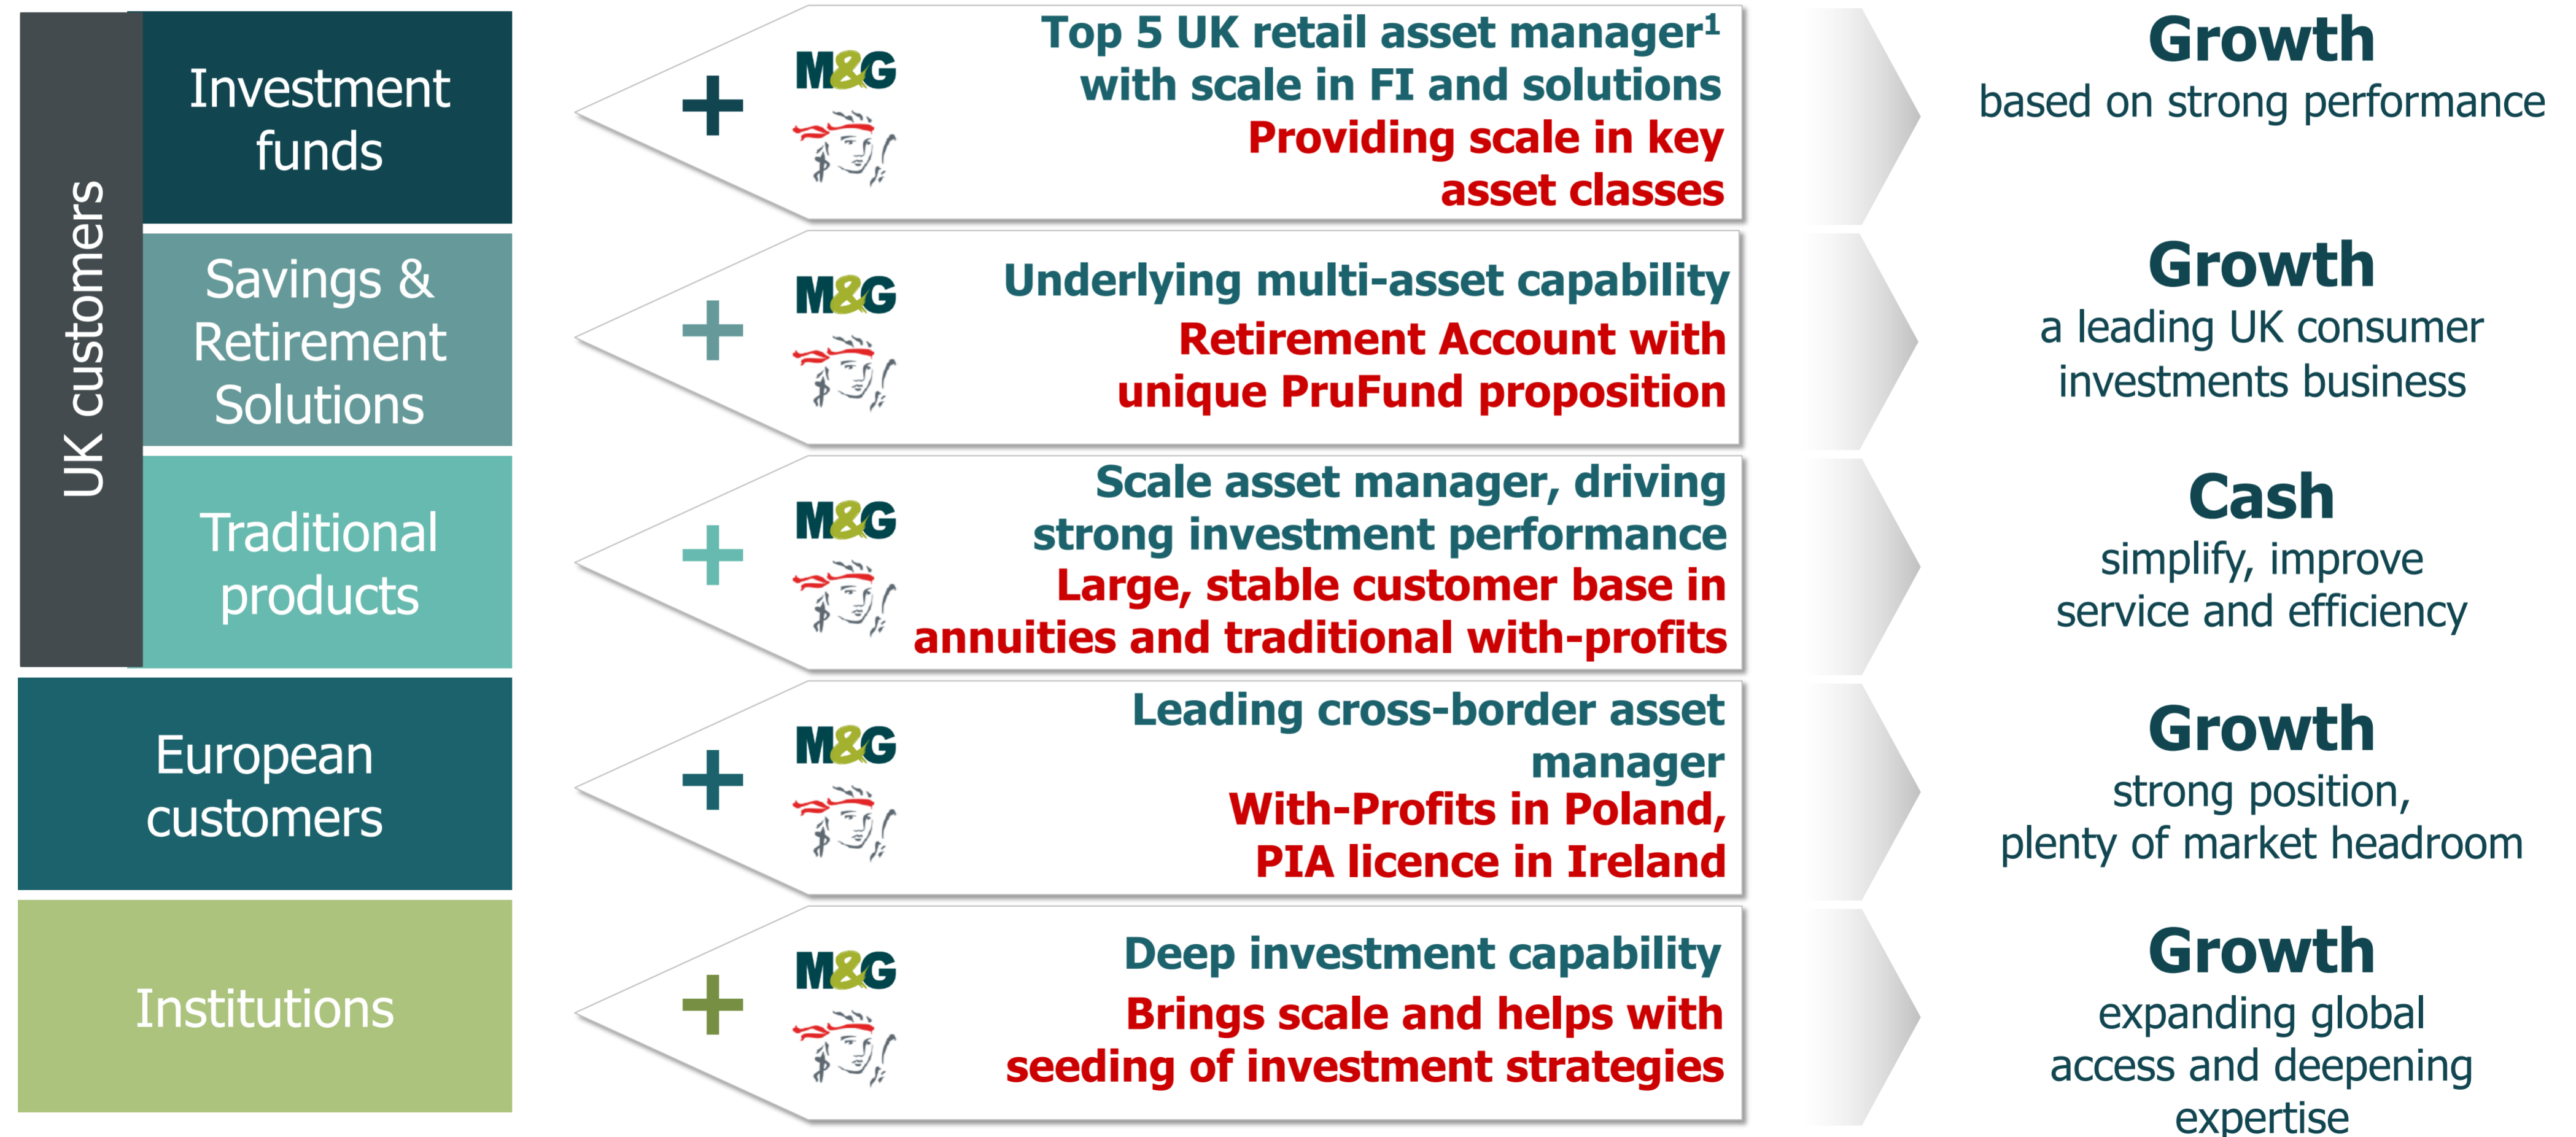 UK customers
Investment
funds
+
M&G
Top 5 UK retail asset manager¹
with scale in FI and solutions
Providing scale in key
asset classes
Growth
based on strong performance
Savings &
Retirement
Solutions
+
M&G
Underlying multi-asset capability
Retirement Account with
unique PruFund proposition
Growth
a leading UK consumer
investments business
Traditional
products
+
M&G
Scale asset manager, driving
strong investment performance
Large, stable customer base in
annuities and traditional with-profits
Cash
simplify, improve
service and efficiency
European
customers
+
M&G
Leading cross-border asset
manager
With-Profits in Poland,
PIA licence in Ireland
Growth
strong position,
plenty of market headroom
Institutions
+
M&G
Deep investment capability
Brings scale and helps with
seeding of investment strategies
Growth
expanding global
access and deepening
expertise